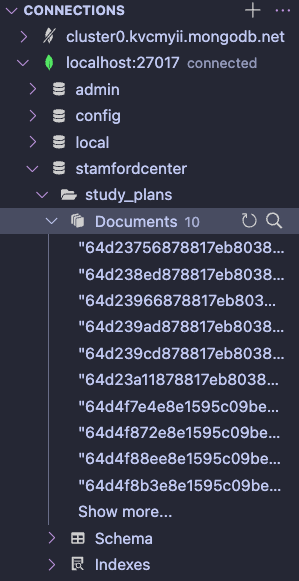 CONNECTIONS
cluster0.kvcmyii.mongodb.net
localhost:27017 connected
admin
config
local
stamfordcenter
study_plans
Documents 10
"64d23756878817eb8038...
"64d238ed878817eb8038...
"64d23966878817eb803...
"64d239ad878817eb8038...
"64d239cd878817eb8038...
"64d23a11878817eb8038...
"64d4f7e4e8e1595c09be...
"64d4f872e8e1595c09be...
"64d4f88ee8e1595c09be...
"64d4f8b3e8e1595c09be...
Show more...
Schema
Indexes